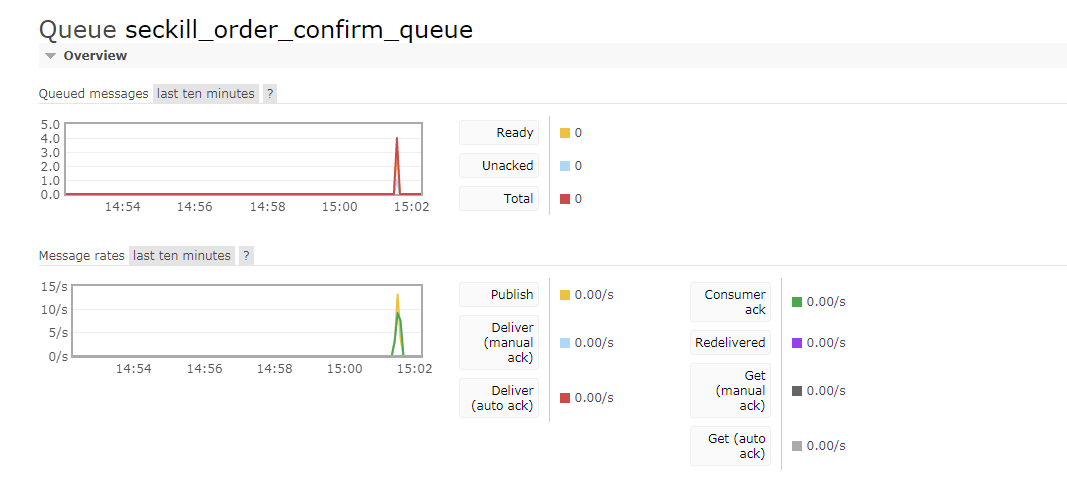 Queue seckill_order_confirm_queue
Overview
Queued messages last ten minutes ?
5.0
4.0
3.0
2.0
1.0
0.0
14:54 14:56 14:58 15:00 15:02
Ready 0
Unacked 0
Total 0
Message rates last ten minutes ?
15/s
10/s
5/s
0/s
14:54 14:56 14:58 15:00 15:02
Publish 0.00/s
Deliver
(manual 0.00/s
ack)
Deliver
(auto ack) 0.00/s
Consumer
ack 0.00/s
Redelivered 0.00/s
Get
(manual 0.00/s
ack)
Get (auto
ack) 0.00/s